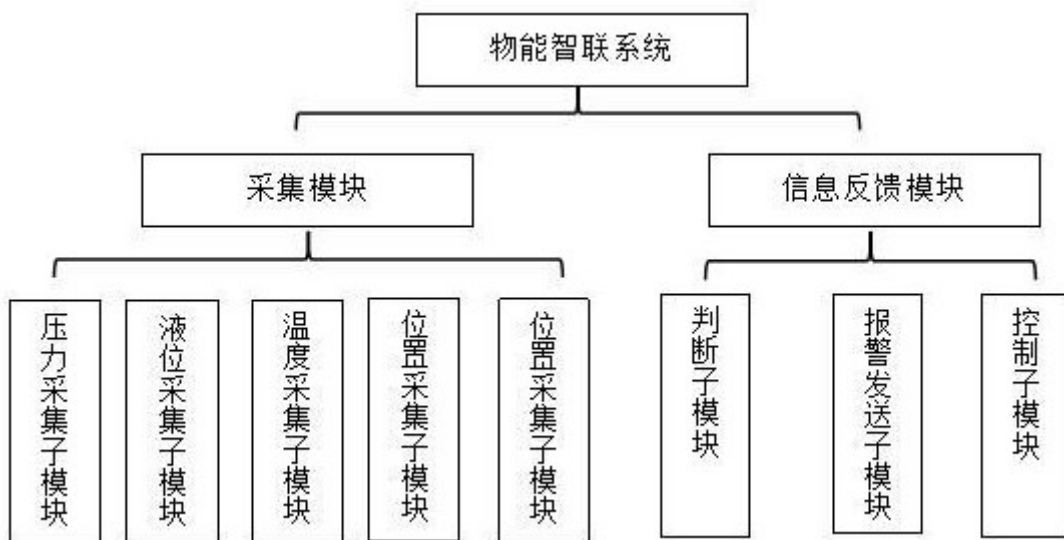 物能智联系统
采集模块
信息反馈模块
压力采集子模块
液位采集子模块
温度采集子模块
位置采集子模块
位置采集子模块
判断子模块
报警发送子模块
控制子模块